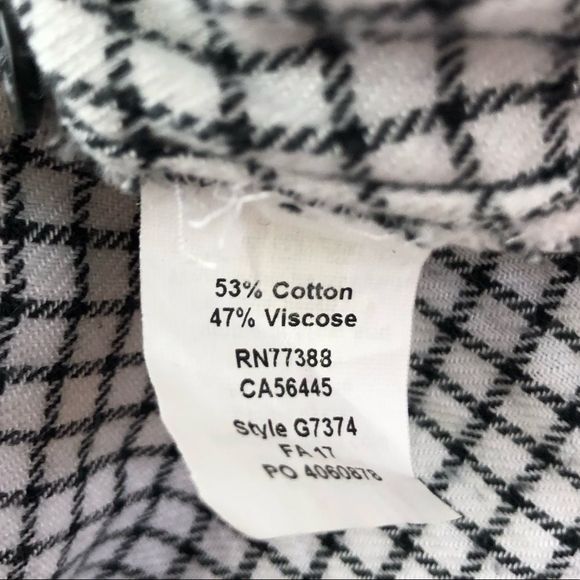 53% Cotton
47% Viscose
RN77388
CA56445
Style G7374
FA 17
PO 4060878